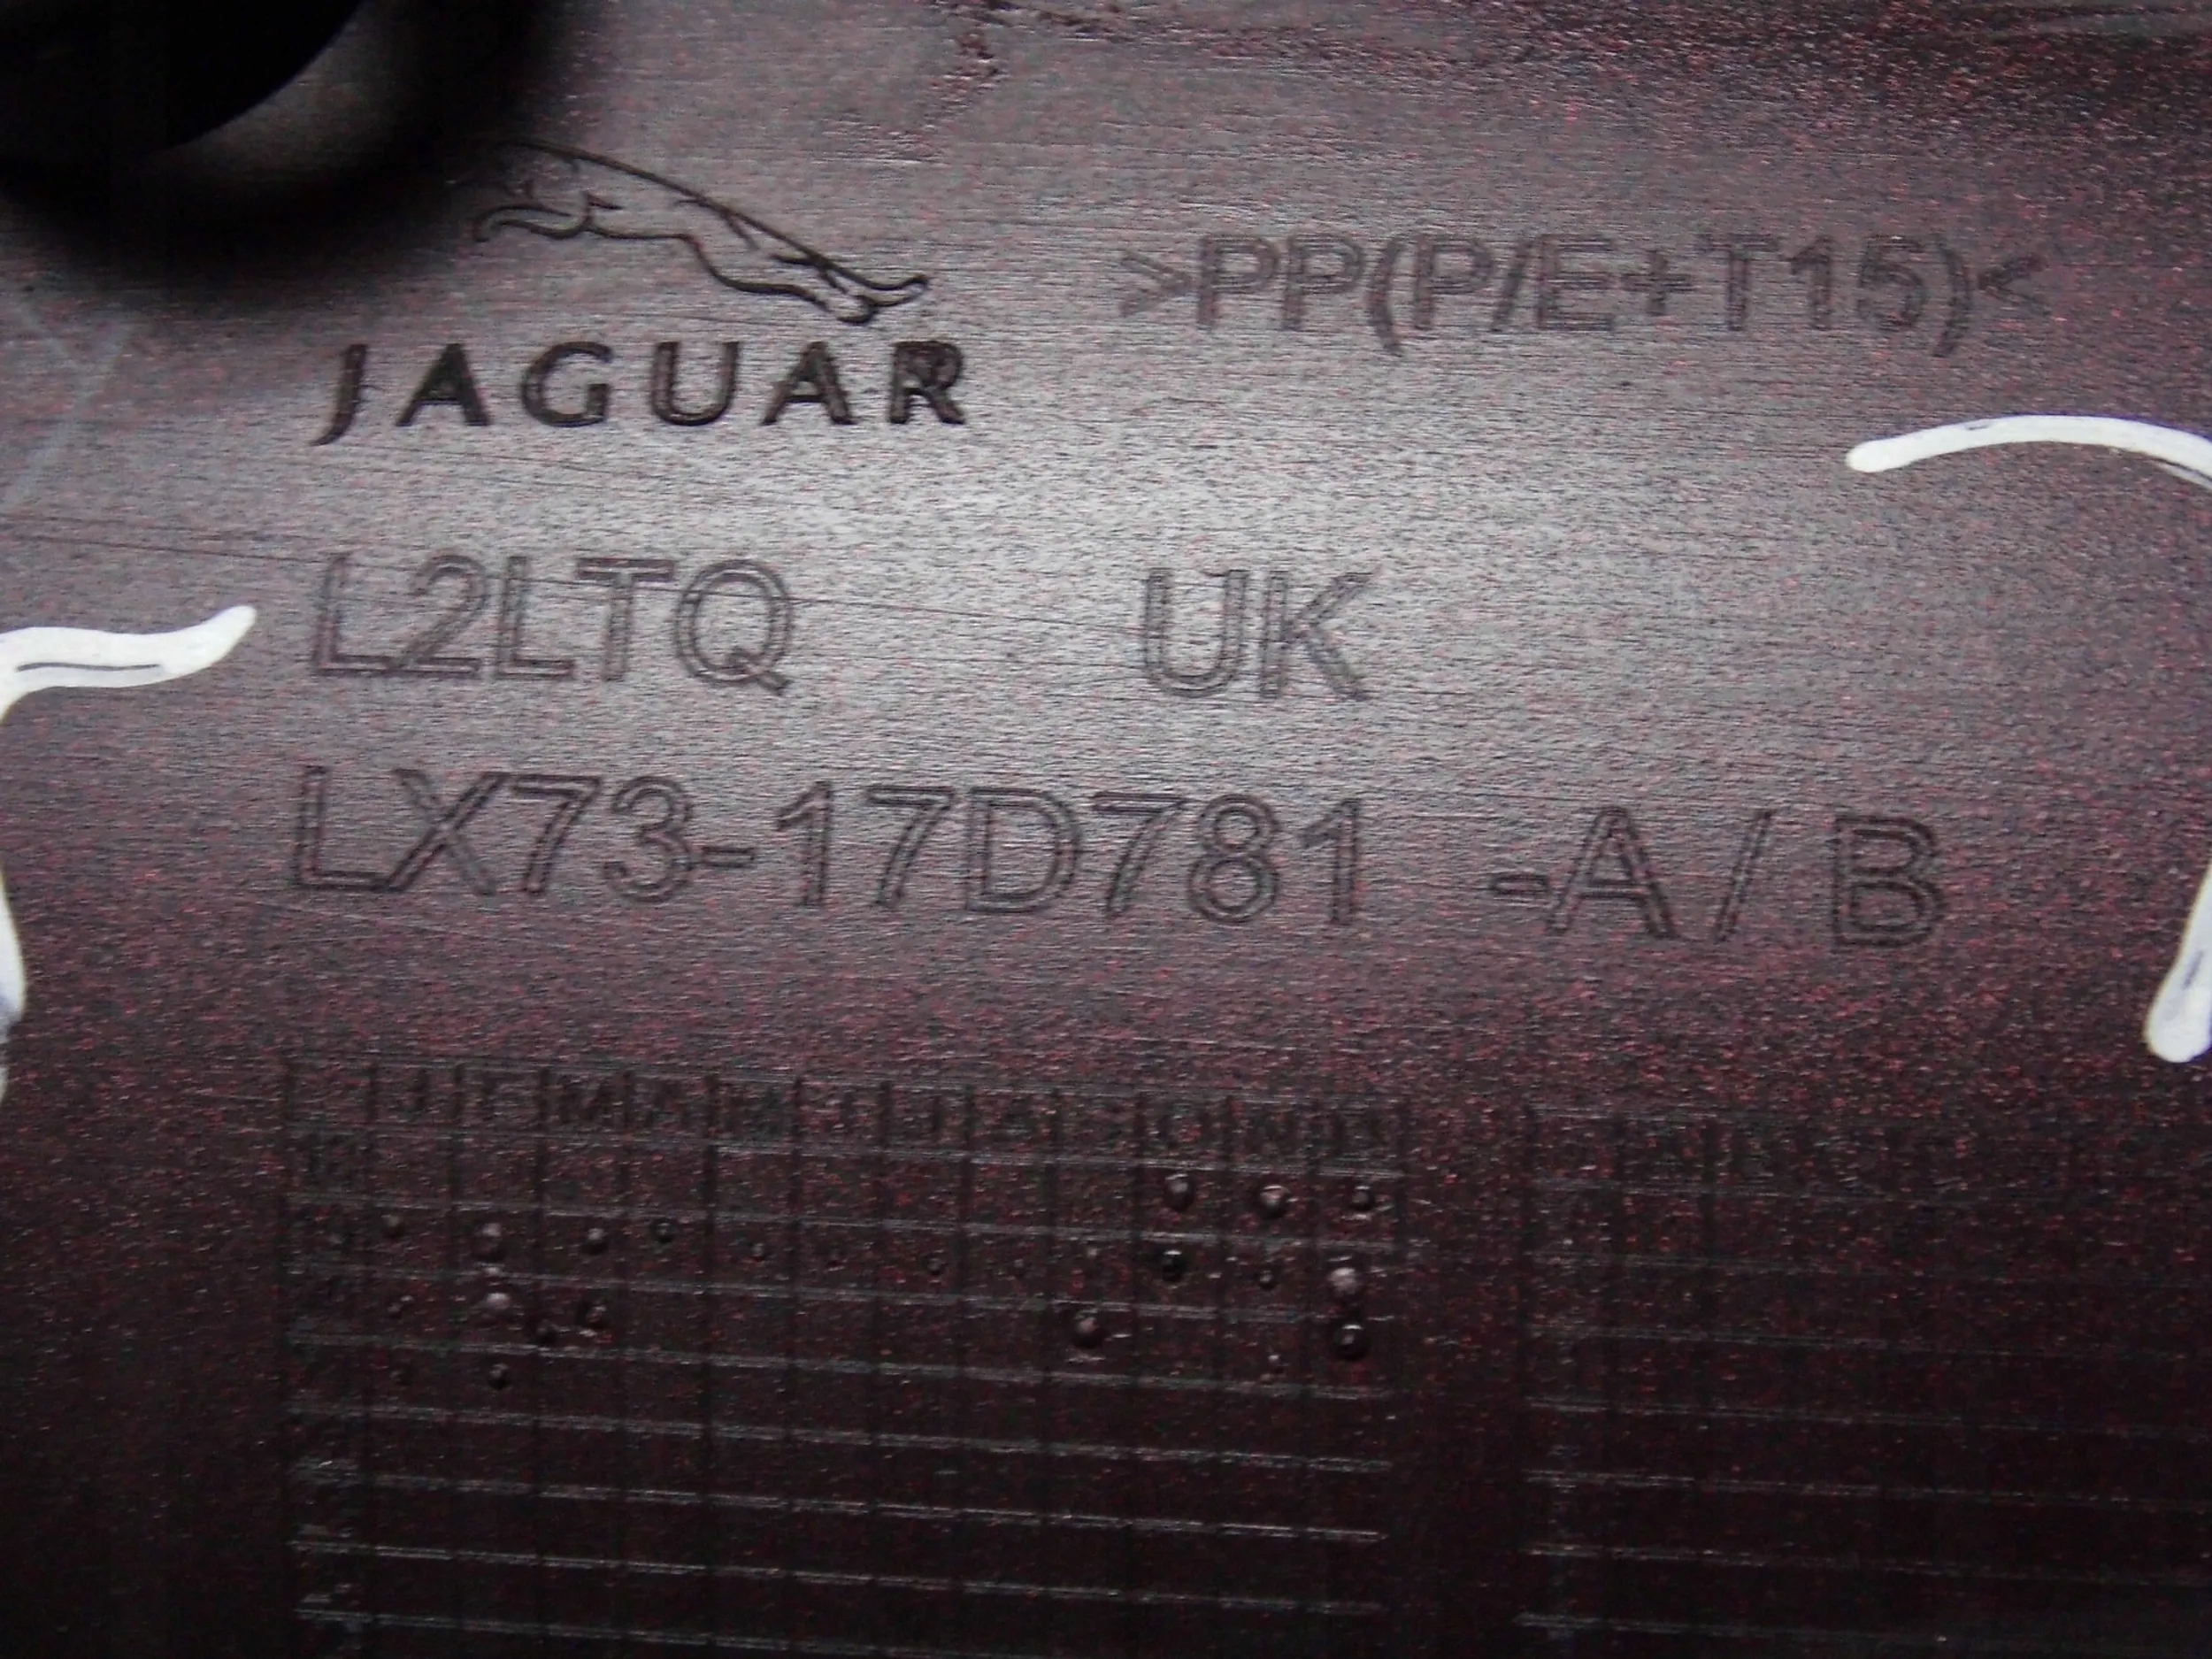 JAGUAR
>PP(P/E+T15)<
L2LTQ UK
LX73-17D781 -A / B
J F M A M J J A S O N D